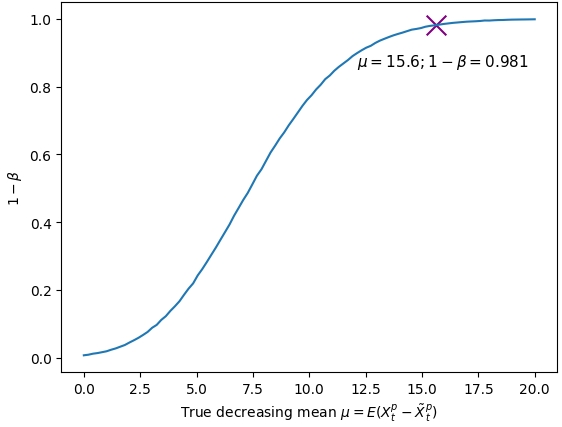 1.0
μ = 15.6; 1 − β = 0.981
0.8
0.6
1 − β
0.4
0.2
0.0
0.0 2.5 5.0 7.5 10.0 12.5 15.0 17.5 20.0
True decreasing mean μ = E(X_t^p − X̃_t^p)